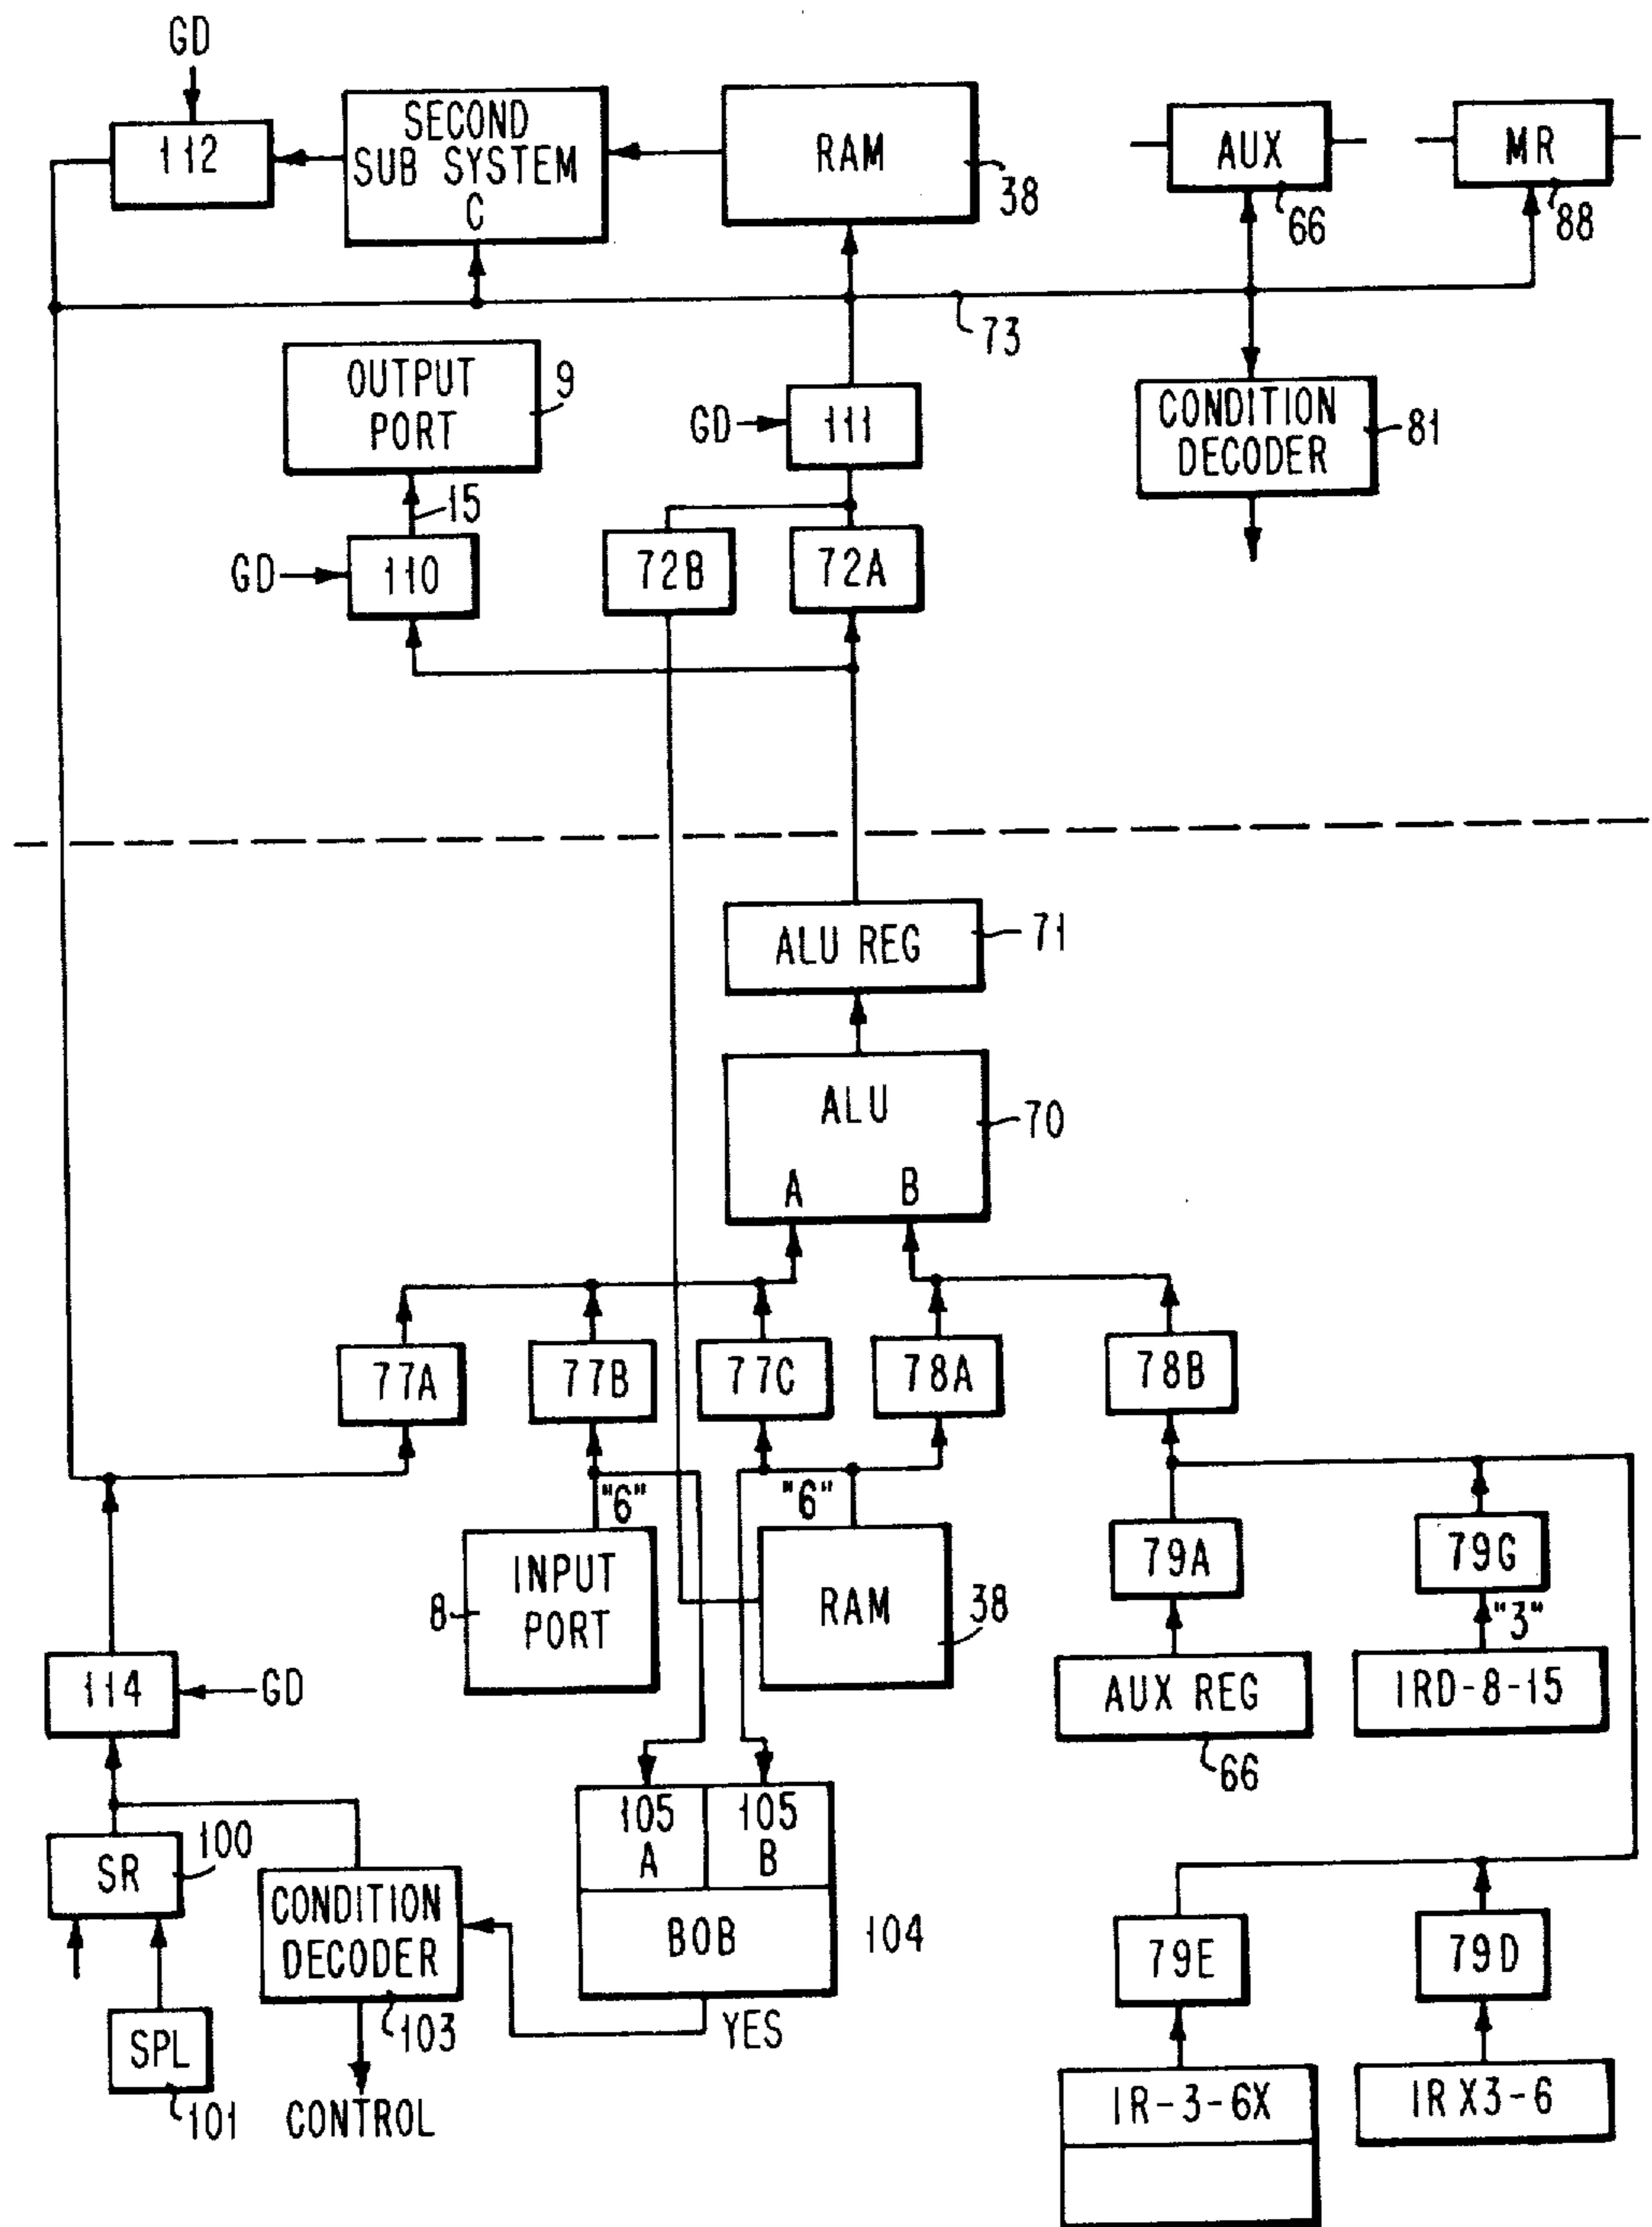 GD
112
SECOND
SUB SYSTEM
C
RAM
38
AUX
66
MR
88
73
OUTPUT
PORT
9
GD
111
CONDITION
DECODER
81
15
GD
110
72B
72A
ALU REG
71
ALU
70
A
B
77A
77B
77C
78A
78B
"6"
"6"
INPUT
PORT
8
RAM
38
79A
79G
"3"
AUX REG
66
IRD-8-15
114
GD
SR
100
CONDITION
DECODER
103
CONTROL
SPL
101
105
A
105
B
BOB
104
YES
79E
79D
IR-3-6X
IR X3-6